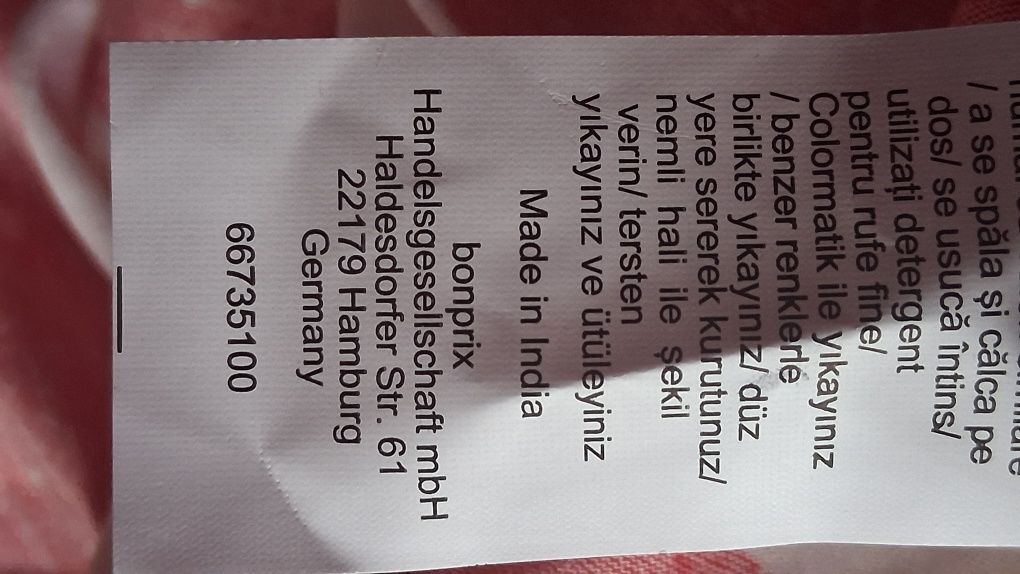 / a se spăla și călca pe
dos/ se usucă întins/
utilizați detergent
pentru rufe fine/
Colormatik ile yıkayınız
/ benzer renklerle
birlikte yıkayınız/ düz
yere sererek kurutunuz/
nemli hali ile şekil
verin/ tersten
yıkayınız ve ütüleyiniz
Made in India
bonprix
Handelsgesellschaft mbH
Haldesdorfer Str. 61
22179 Hamburg
Germany
66735100